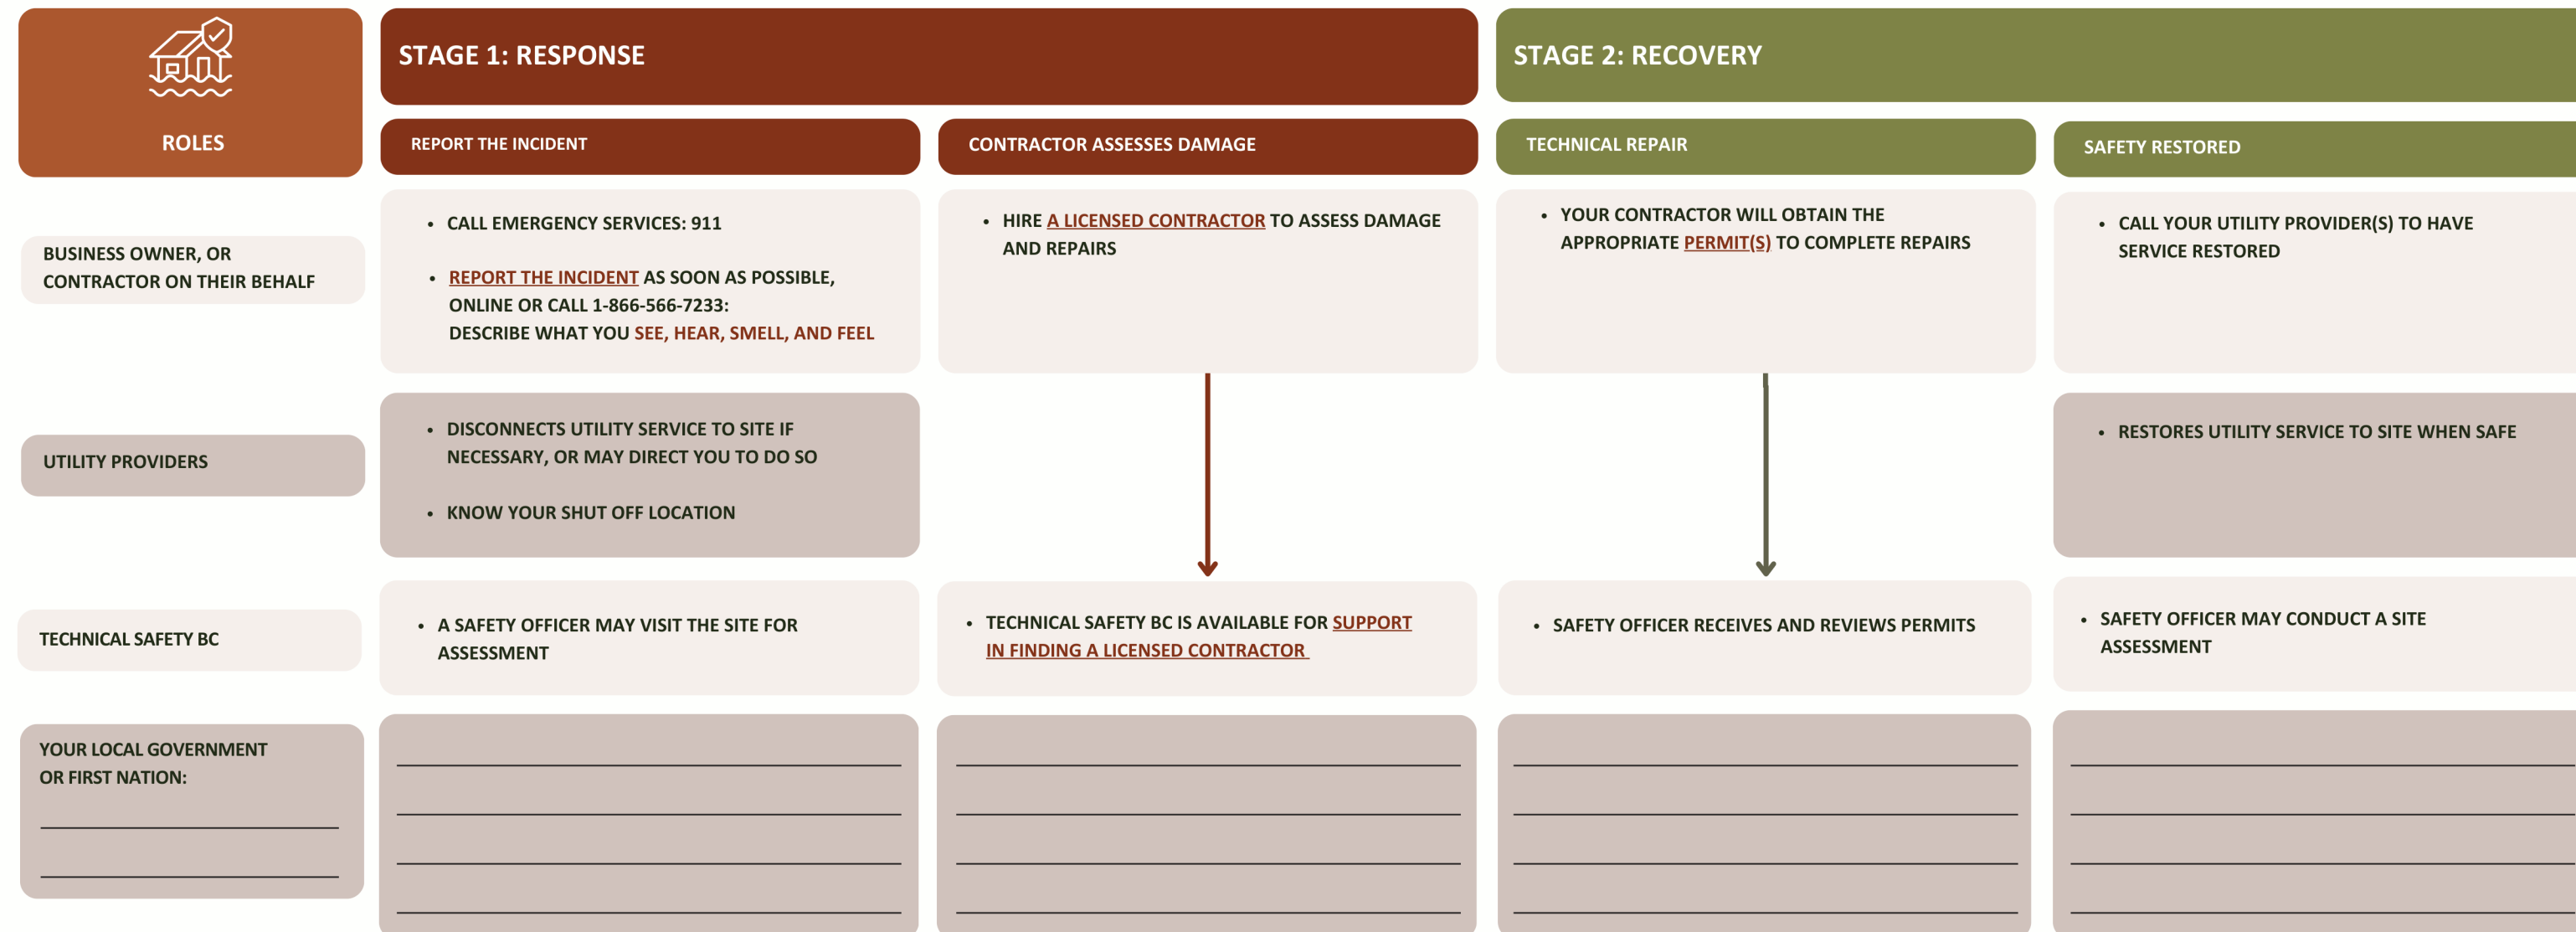 ROLES
STAGE 1: RESPONSE
STAGE 2: RECOVERY
REPORT THE INCIDENT
CONTRACTOR ASSESSES DAMAGE
TECHNICAL REPAIR
SAFETY RESTORED
BUSINESS OWNER, OR
CONTRACTOR ON THEIR BEHALF
• CALL EMERGENCY SERVICES: 911
• REPORT THE INCIDENT AS SOON AS POSSIBLE,
ONLINE OR CALL 1-866-566-7233:
DESCRIBE WHAT YOU SEE, HEAR, SMELL, AND FEEL
• HIRE A LICENSED CONTRACTOR TO ASSESS DAMAGE
AND REPAIRS
• YOUR CONTRACTOR WILL OBTAIN THE
APPROPRIATE PERMIT(S) TO COMPLETE REPAIRS
• CALL YOUR UTILITY PROVIDER(S) TO HAVE
SERVICE RESTORED
UTILITY PROVIDERS
• DISCONNECTS UTILITY SERVICE TO SITE IF
NECESSARY, OR MAY DIRECT YOU TO DO SO
• KNOW YOUR SHUT OFF LOCATION
• RESTORES UTILITY SERVICE TO SITE WHEN SAFE
TECHNICAL SAFETY BC
• A SAFETY OFFICER MAY VISIT THE SITE FOR
ASSESSMENT
• TECHNICAL SAFETY BC IS AVAILABLE FOR SUPPORT
IN FINDING A LICENSED CONTRACTOR
• SAFETY OFFICER RECEIVES AND REVIEWS PERMITS
• SAFETY OFFICER MAY CONDUCT A SITE
ASSESSMENT
YOUR LOCAL GOVERNMENT
OR FIRST NATION: